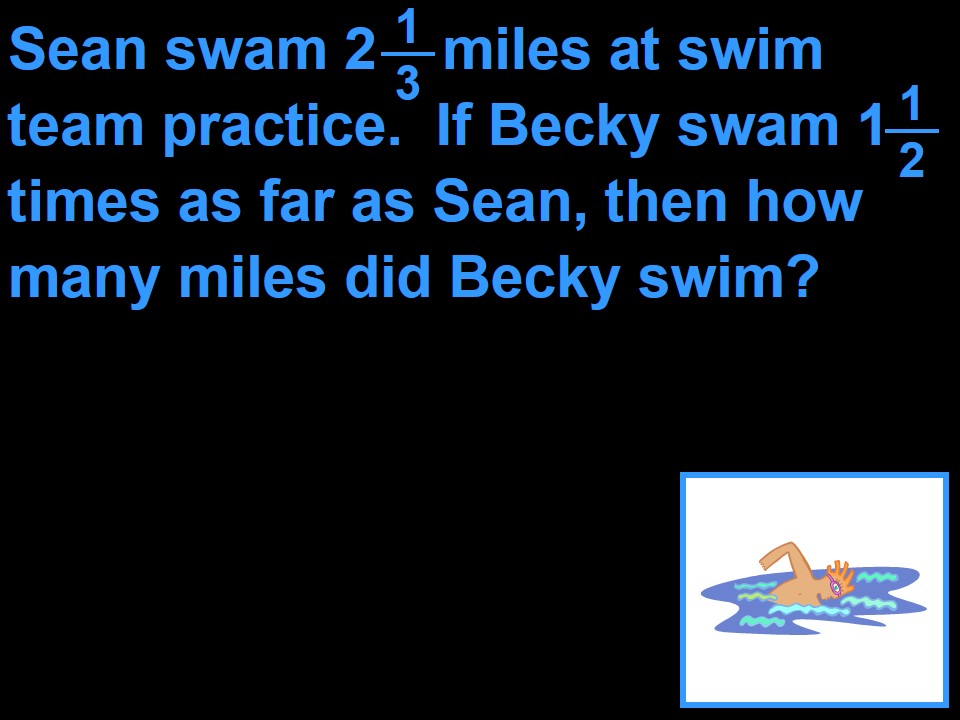 Sean swam 2 1/3 miles at swim
team practice.  If Becky swam 1 1/2
times as far as Sean, then how
many miles did Becky swim?